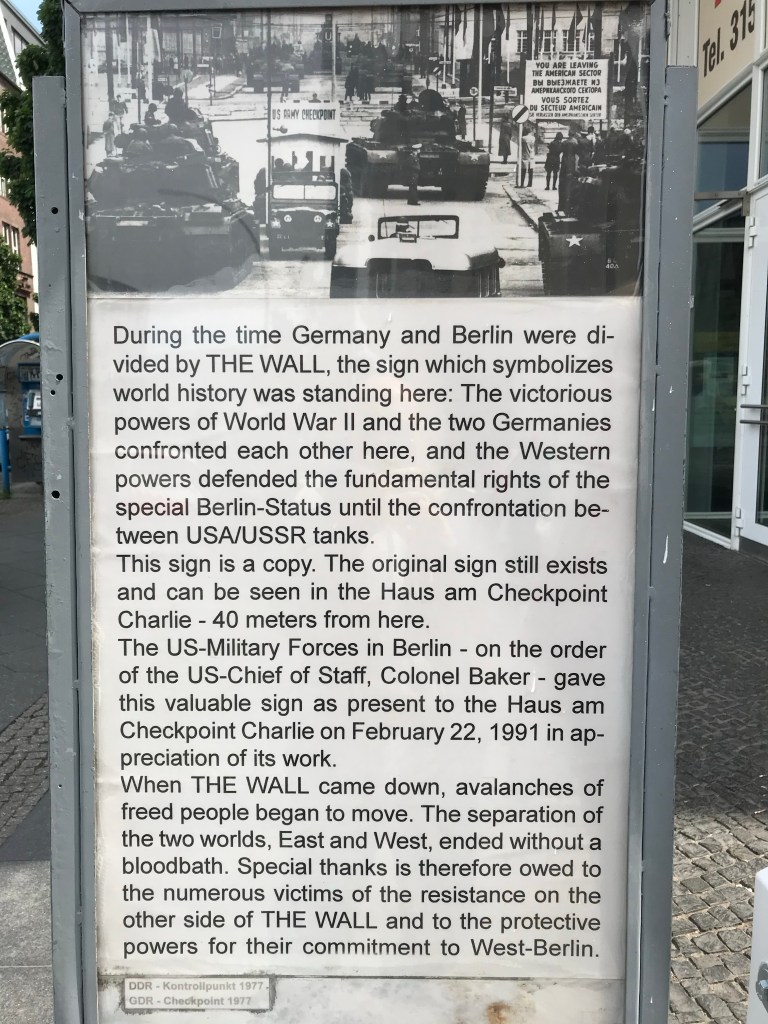 Tel. 315
YOU ARE LEAVING
THE AMERICAN SECTOR
ВЫ ВЫЕЗЖАЕТЕ ИЗ
АМЕРИКАНСКОГО СЕКТОРА
VOUS SORTEZ
DU SECTEUR AMERICAIN
US ARMY CHECKPOINT
During the time Germany and Berlin were di-
vided by THE WALL, the sign which symbolizes
world history was standing here: The victorious
powers of World War II and the two Germanies
confronted each other here, and the Western
powers defended the fundamental rights of the
special Berlin-Status until the confrontation be-
tween USA/USSR tanks.
This sign is a copy. The original sign still exists
and can be seen in the Haus am Checkpoint
Charlie - 40 meters from here.
The US-Military Forces in Berlin - on the order
of the US-Chief of Staff, Colonel Baker - gave
this valuable sign as present to the Haus am
Checkpoint Charlie on February 22, 1991 in ap-
preciation of its work.
When THE WALL came down, avalanches of
freed people began to move. The separation of
the two worlds, East and West, ended without a
bloodbath. Special thanks is therefore owed to
the numerous victims of the resistance on the
other side of THE WALL and to the protective
powers for their commitment to West-Berlin.
DDR - Kontrollpunkt 1977
GDR - Checkpoint 1977